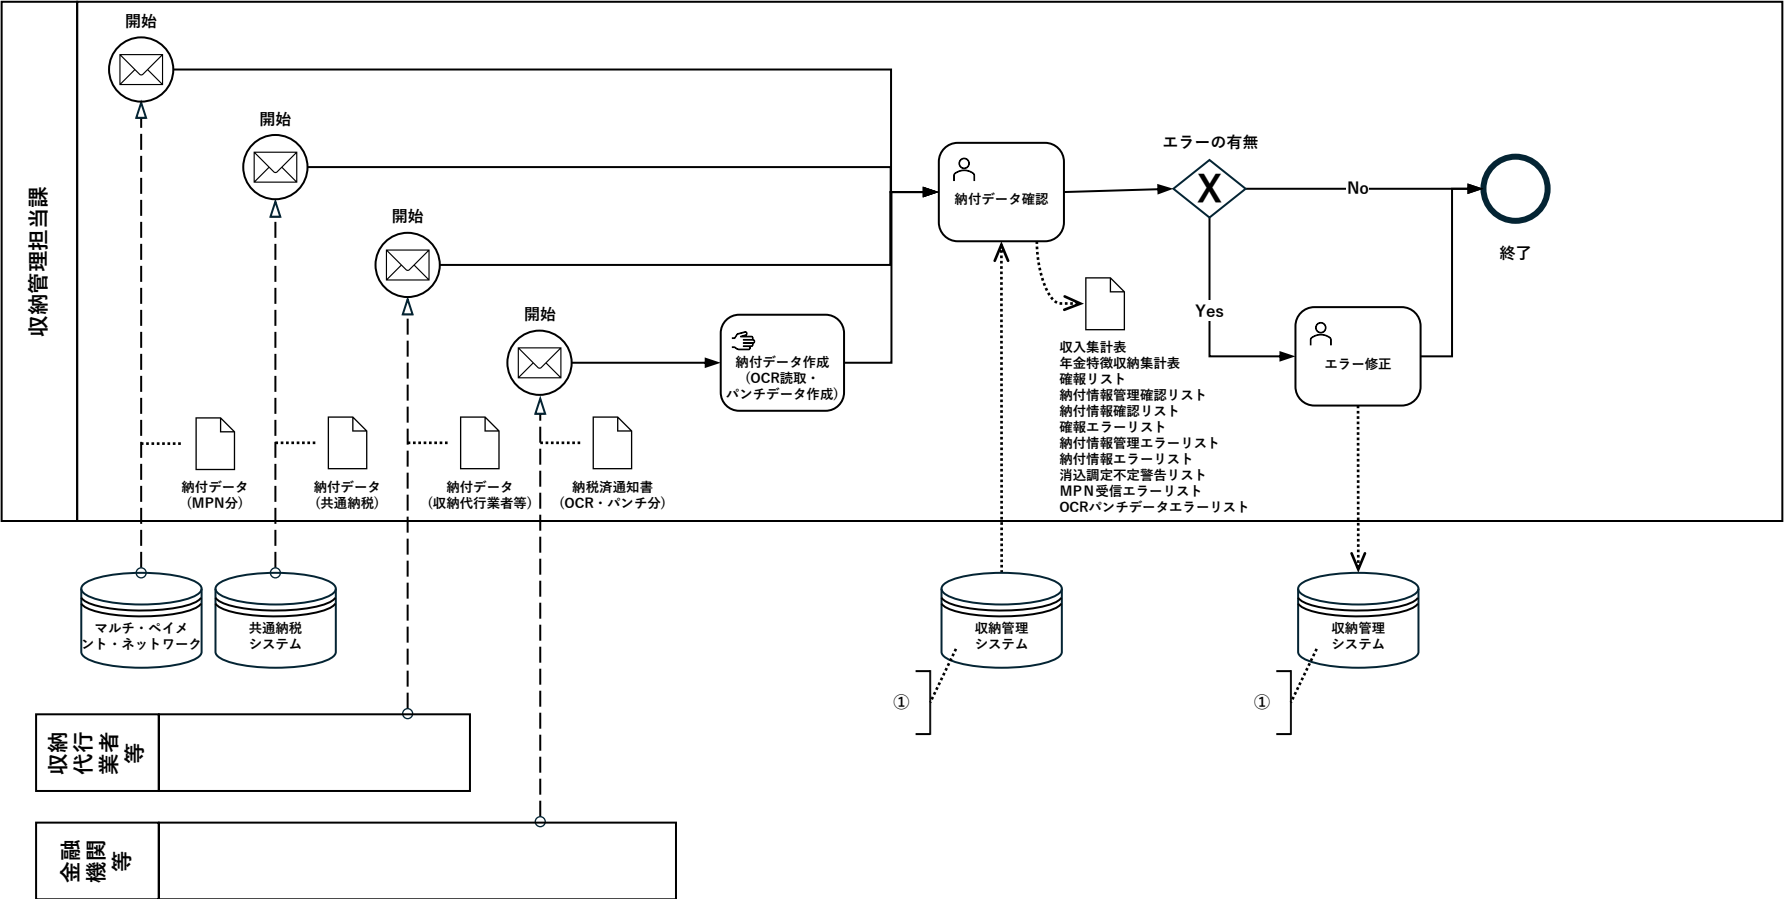 開始
開始
開始
開始
収納管理担当課
納付データ作成
（OCR読取・
パンチデータ作成）
納付データ確認
エラーの有無
X
No
Yes
終了
エラー修正
収入集計表
年金特徴収納集計表
確報リスト
納付情報管理確認リスト
納付情報確認リスト
確報エラーリスト
納付情報管理エラーリスト
納付情報エラーリスト
消込調定不定警告リスト
MPN受信エラーリスト
OCRパンチデータエラーリスト
納付データ
（MPN分）
納付データ
（共通納税）
納付データ
（収納代行業者等）
納税済通知書
（OCR・パンチ分）
マルチ・ペイメ
ント・ネットワーク
共通納税
システム
収納管理
システム
収納管理
システム
①
①
収納
代行
業者
等
金融
機関
等